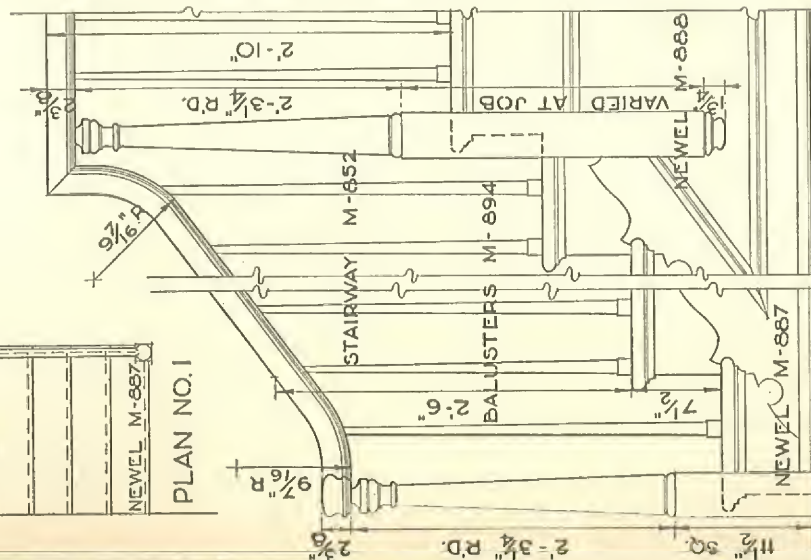 2'-10"
2 3/8"
2'-3 1/4" R'D.
VARIED AT JOB
1 3/4"
NEWEL M-888
9 7/16" R
STAIRWAY M-852
BALUSTERS M-894
NEWEL M-887
PLAN NO. 1
2'-6"
7 1/2"
NEWEL M-887
9 7/16" R
2 3/8"
2'-3 1/4" R'D.
11 1/2" SQ.